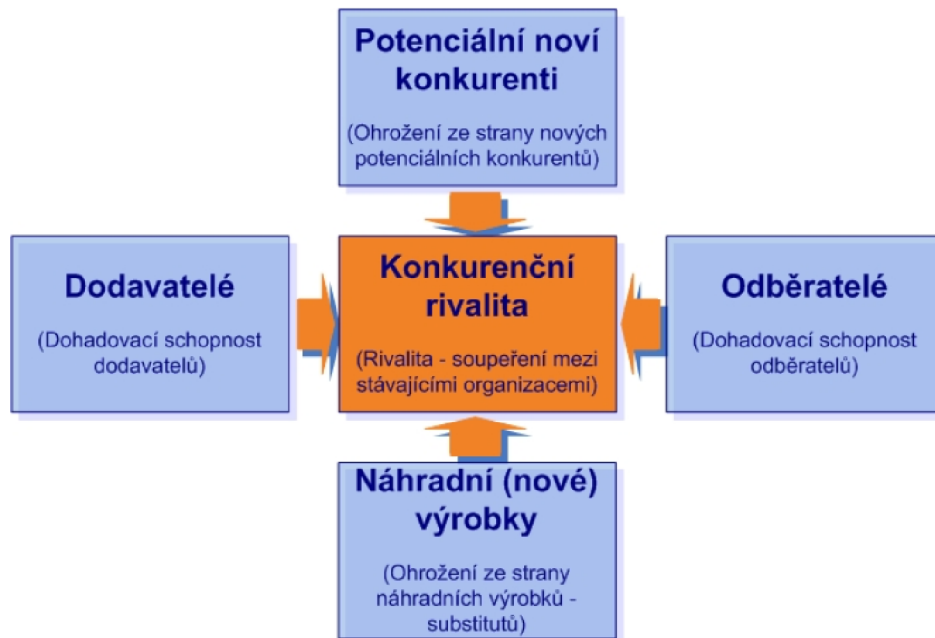 Potenciální noví
konkurenti
(Ohrožení ze strany nových
potenciálních konkurentů)
Dodavatelé
(Dohadovací schopnost
dodavatelů)
Konkurenční
rivalita
(Rivalita - soupeření mezi
stávajícími organizacemi)
Odběratelé
(Dohadovací schopnost
odběratelů)
Náhradní (nové)
výrobky
(Ohrožení ze strany
náhradních výrobků -
substitutů)